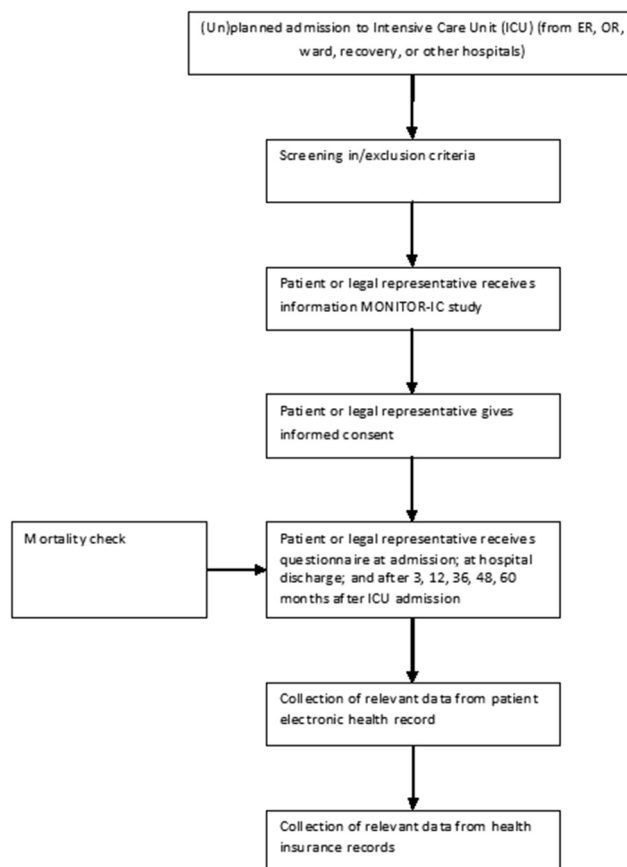 (Un)planned admission to Intensive Care Unit (ICU) (from ER, OR,
ward, recovery, or other hospitals)
Screening in/exclusion criteria
Patient or legal representative receives
information MONITOR-IC study
Patient or legal representative gives
informed consent
Mortality check
Patient or legal representative receives
questionnaire at admission; at hospital
discharge; and after 3, 12, 36, 48, 60
months after ICU admission
Collection of relevant data from patient
electronic health record
Collection of relevant data from health
insurance records